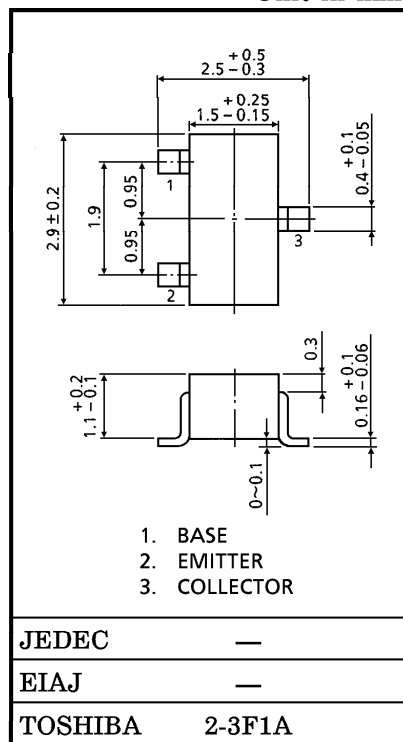 +0.5
2.5 −0.3
+0.25
1.5 −0.15
2.9 ± 0.2
1.9
0.95
0.95
1
2
3
+0.1
0.4 −0.05
+0.2
1.1 −0.1
0.3
+0.1
0.16 −0.06
0~0.1
1. BASE
2. EMITTER
3. COLLECTOR
JEDEC —
EIAJ —
TOSHIBA 2-3F1A